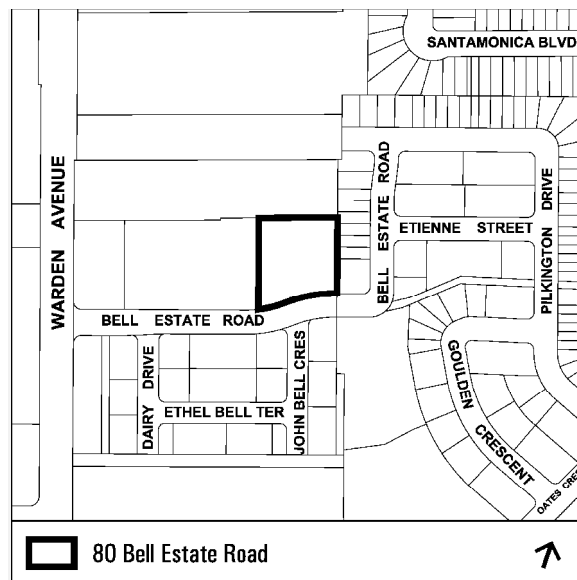 SANTAMONICA BLVD
WARDEN AVENUE
BELL ESTATE ROAD
ETIENNE STREET
PILKINGTON DRIVE
BELL ESTATE ROAD
DAIRY DRIVE
ETHEL BELL TER
JOHN BELL CRES
GOULDEN CRESCENT
OATES CRES
80 Bell Estate Road